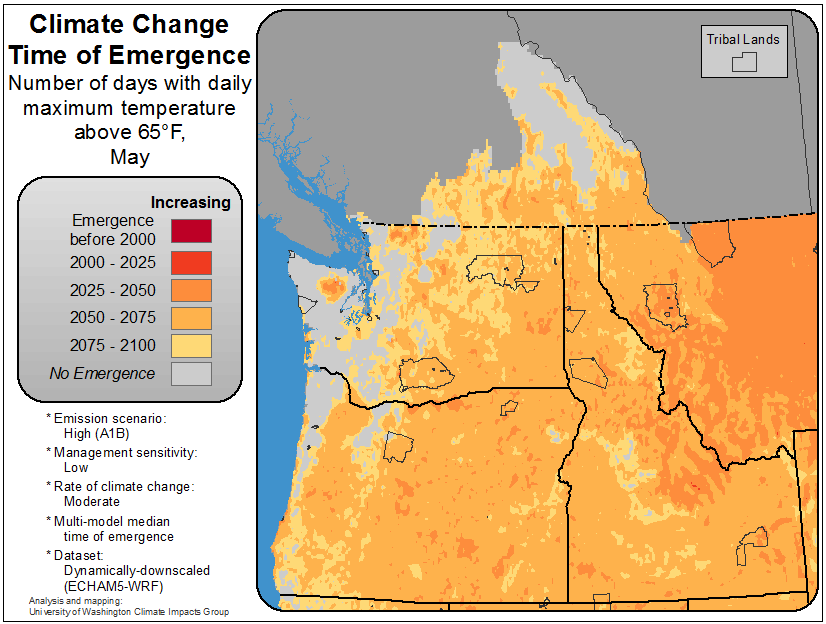 Climate Change
Time of Emergence
Number of days with daily
maximum temperature
above 65°F,
May
Increasing
Emergence
before 2000
2000 - 2025
2025 - 2050
2050 - 2075
2075 - 2100
No Emergence
* Emission scenario:
High (A1B)
* Management sensitivity:
Low
* Rate of climate change:
Moderate
* Multi-model median
time of emergence
* Dataset:
Dynamically-downscaled
(ECHAM5-WRF)
Analysis and mapping:
University of Washington Climate Impacts Group
Tribal Lands